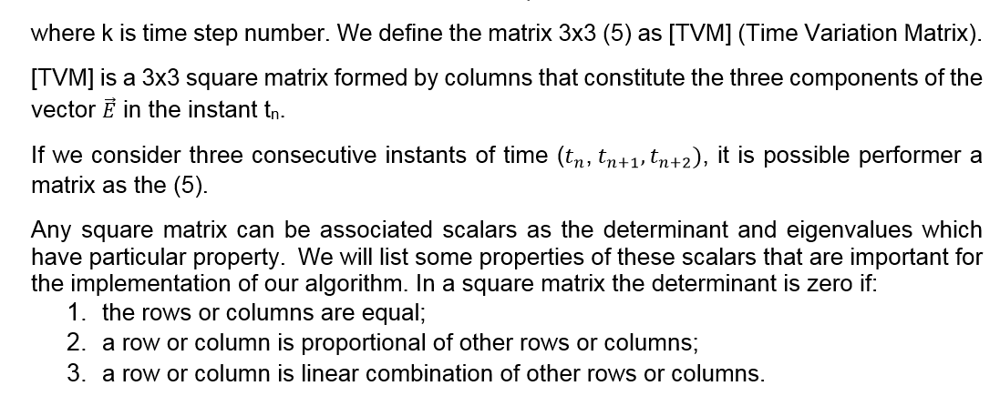 where k is time step number. We define the matrix 3x3 (5) as [TVM] (Time Variation Matrix).
[TVM] is a 3x3 square matrix formed by columns that constitute the three components of the
vector E⃗ in the instant tₙ.
If we consider three consecutive instants of time (tₙ, tₙ₊₁, tₙ₊₂), it is possible performer a
matrix as the (5).
Any square matrix can be associated scalars as the determinant and eigenvalues which
have particular property. We will list some properties of these scalars that are important for
the implementation of our algorithm. In a square matrix the determinant is zero if:
1. the rows or columns are equal;
2. a row or column is proportional of other rows or columns;
3. a row or column is linear combination of other rows or columns.